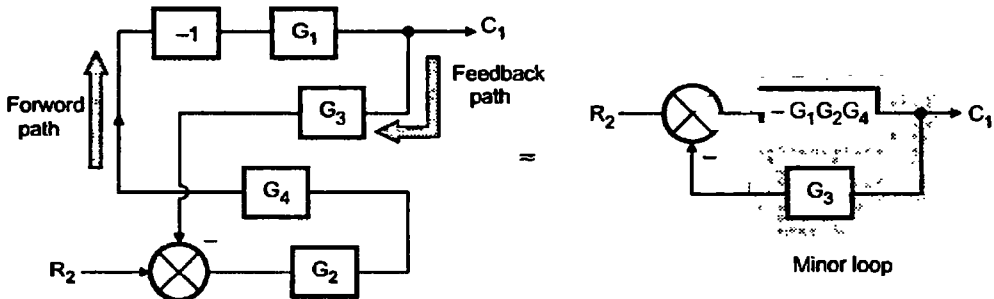 −1
G₁
C₁
Forword
path
Feedback
path
G₃
G₄
R₂
−
G₂
≈
R₂
−
− G₁G₂G₄
C₁
G₃
Minor loop